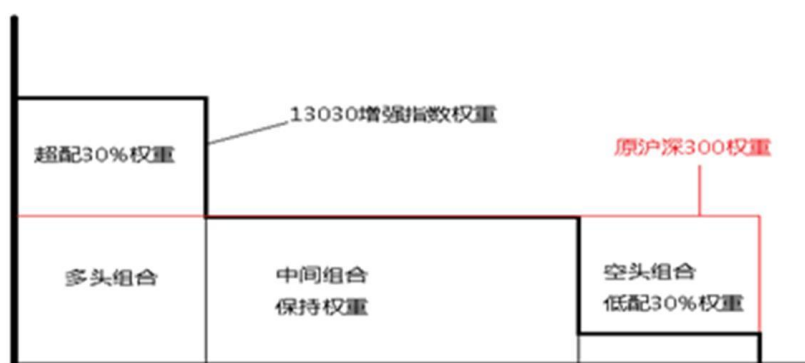 13030增强指数权重
超配30%权重
原沪深300权重
多头组合
中间组合
保持权重
空头组合
低配30%权重